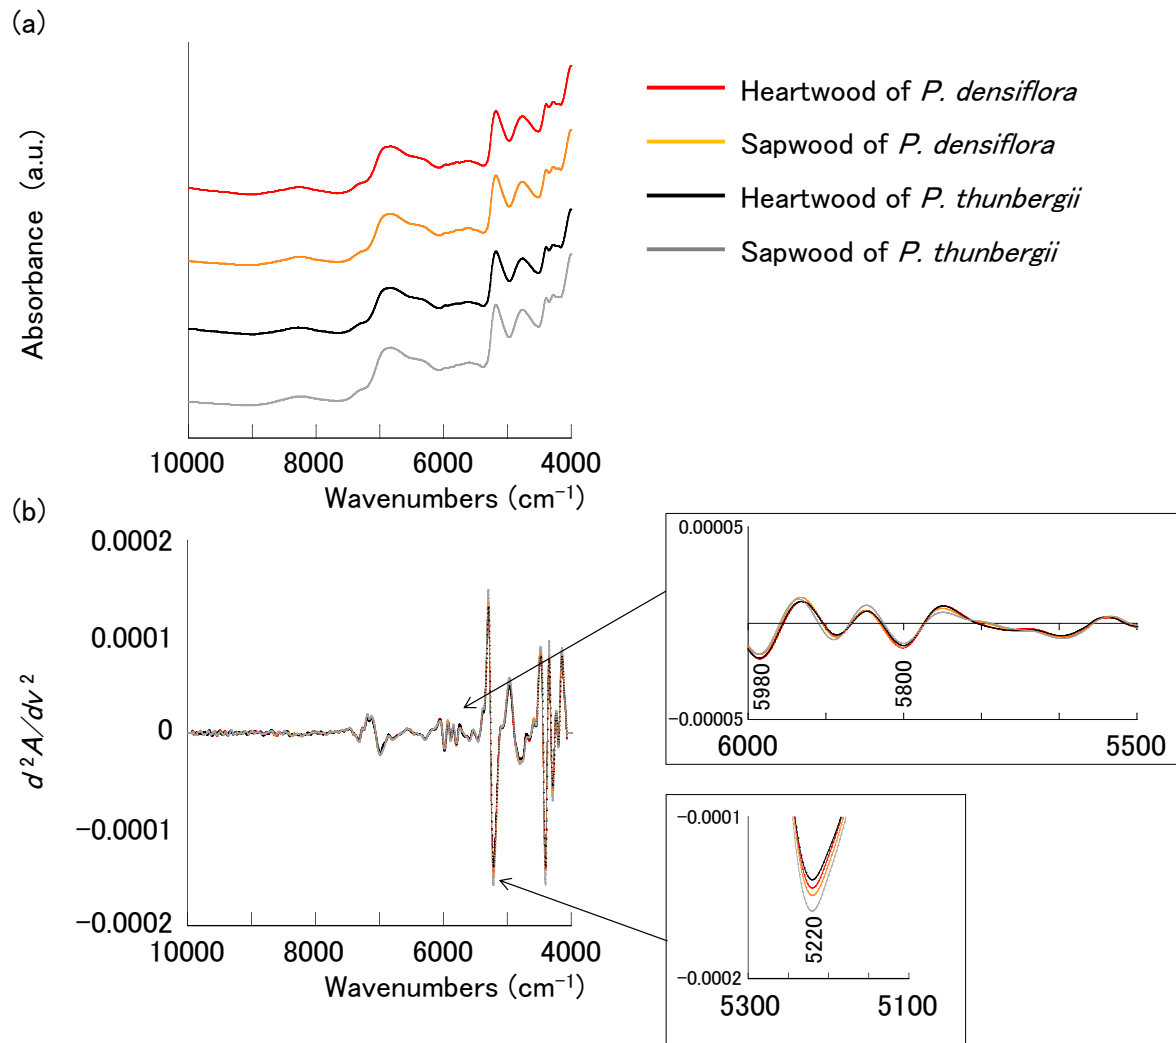 (a)
Absorbance (a.u.)
Heartwood of P. densiflora
Sapwood of P. densiflora
Heartwood of P. thunbergii
Sapwood of P. thunbergii
10000 8000 6000 4000
Wavenumbers (cm⁻¹)
(b)
d²A/dν²
0.0002
0.0001
0
-0.0001
-0.0002
10000 8000 6000 4000
Wavenumbers (cm⁻¹)
0.00005
-0.00005
5980
5800
6000 5500
-0.0001
-0.0002
5220
5300 5100